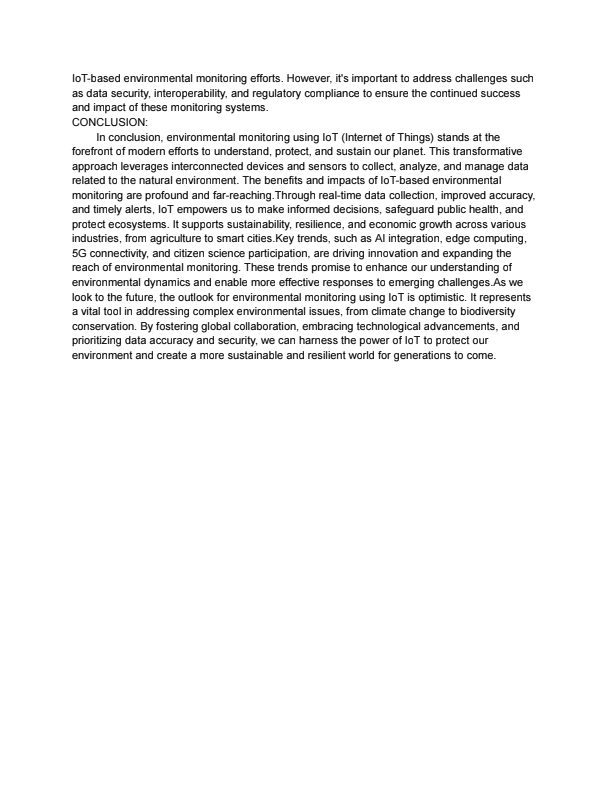 IoT-based environmental monitoring efforts. However, it's important to address challenges such
as data security, interoperability, and regulatory compliance to ensure the continued success
and impact of these monitoring systems.
CONCLUSION:
In conclusion, environmental monitoring using IoT (Internet of Things) stands at the
forefront of modern efforts to understand, protect, and sustain our planet. This transformative
approach leverages interconnected devices and sensors to collect, analyze, and manage data
related to the natural environment. The benefits and impacts of IoT-based environmental
monitoring are profound and far-reaching.Through real-time data collection, improved accuracy,
and timely alerts, IoT empowers us to make informed decisions, safeguard public health, and
protect ecosystems. It supports sustainability, resilience, and economic growth across various
industries, from agriculture to smart cities.Key trends, such as AI integration, edge computing,
5G connectivity, and citizen science participation, are driving innovation and expanding the
reach of environmental monitoring. These trends promise to enhance our understanding of
environmental dynamics and enable more effective responses to emerging challenges.As we
look to the future, the outlook for environmental monitoring using IoT is optimistic. It represents
a vital tool in addressing complex environmental issues, from climate change to biodiversity
conservation. By fostering global collaboration, embracing technological advancements, and
prioritizing data accuracy and security, we can harness the power of IoT to protect our
environment and create a more sustainable and resilient world for generations to come.